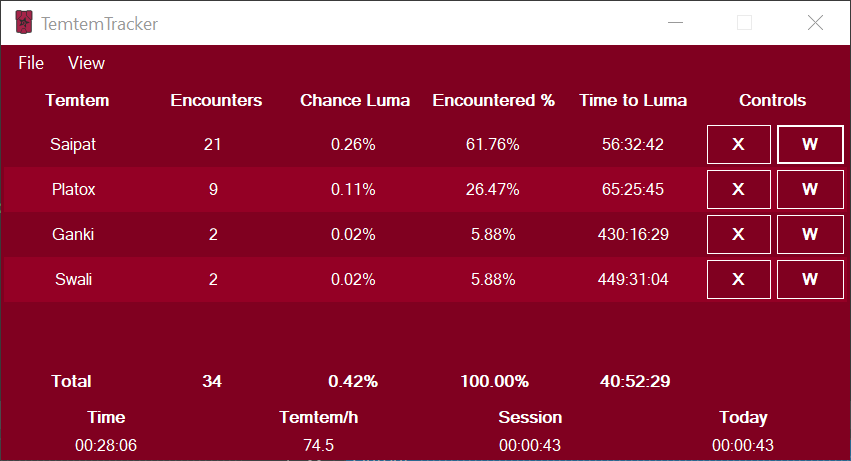 TemtemTracker
File View
Temtem Encounters Chance Luma Encountered % Time to Luma Controls
Saipat 21 0.26% 61.76% 56:32:42 X W
Platox 9 0.11% 26.47% 65:25:45 X W
Ganki 2 0.02% 5.88% 430:16:29 X W
Swali 2 0.02% 5.88% 449:31:04 X W
Total 34 0.42% 100.00% 40:52:29
Time Temtem/h Session Today
00:28:06 74.5 00:00:43 00:00:43